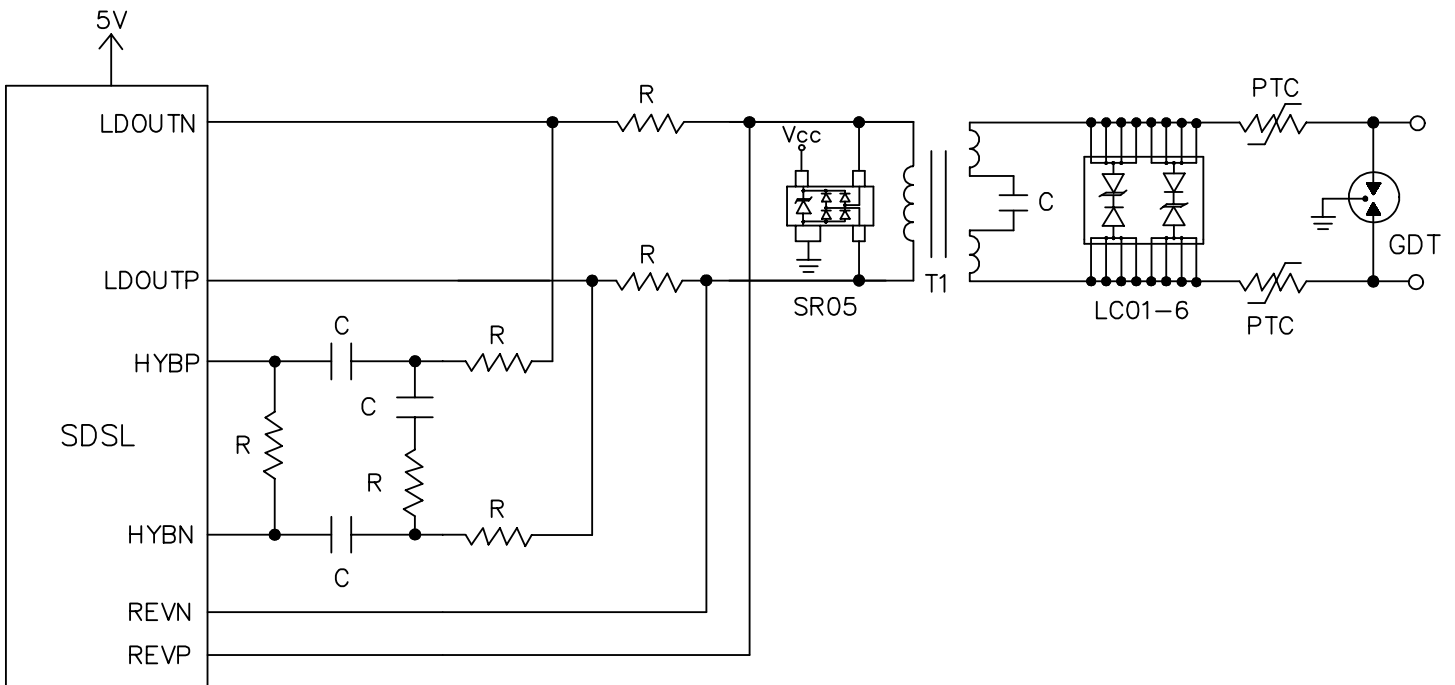 5V
LDOUTN
R
Vcc
PTC
C
GDT
LDOUTP
R
SR05
T1
LC01-6
PTC
HYBP
C
R
C
SDSL
R
R
R
HYBN
C
REVN
REVP